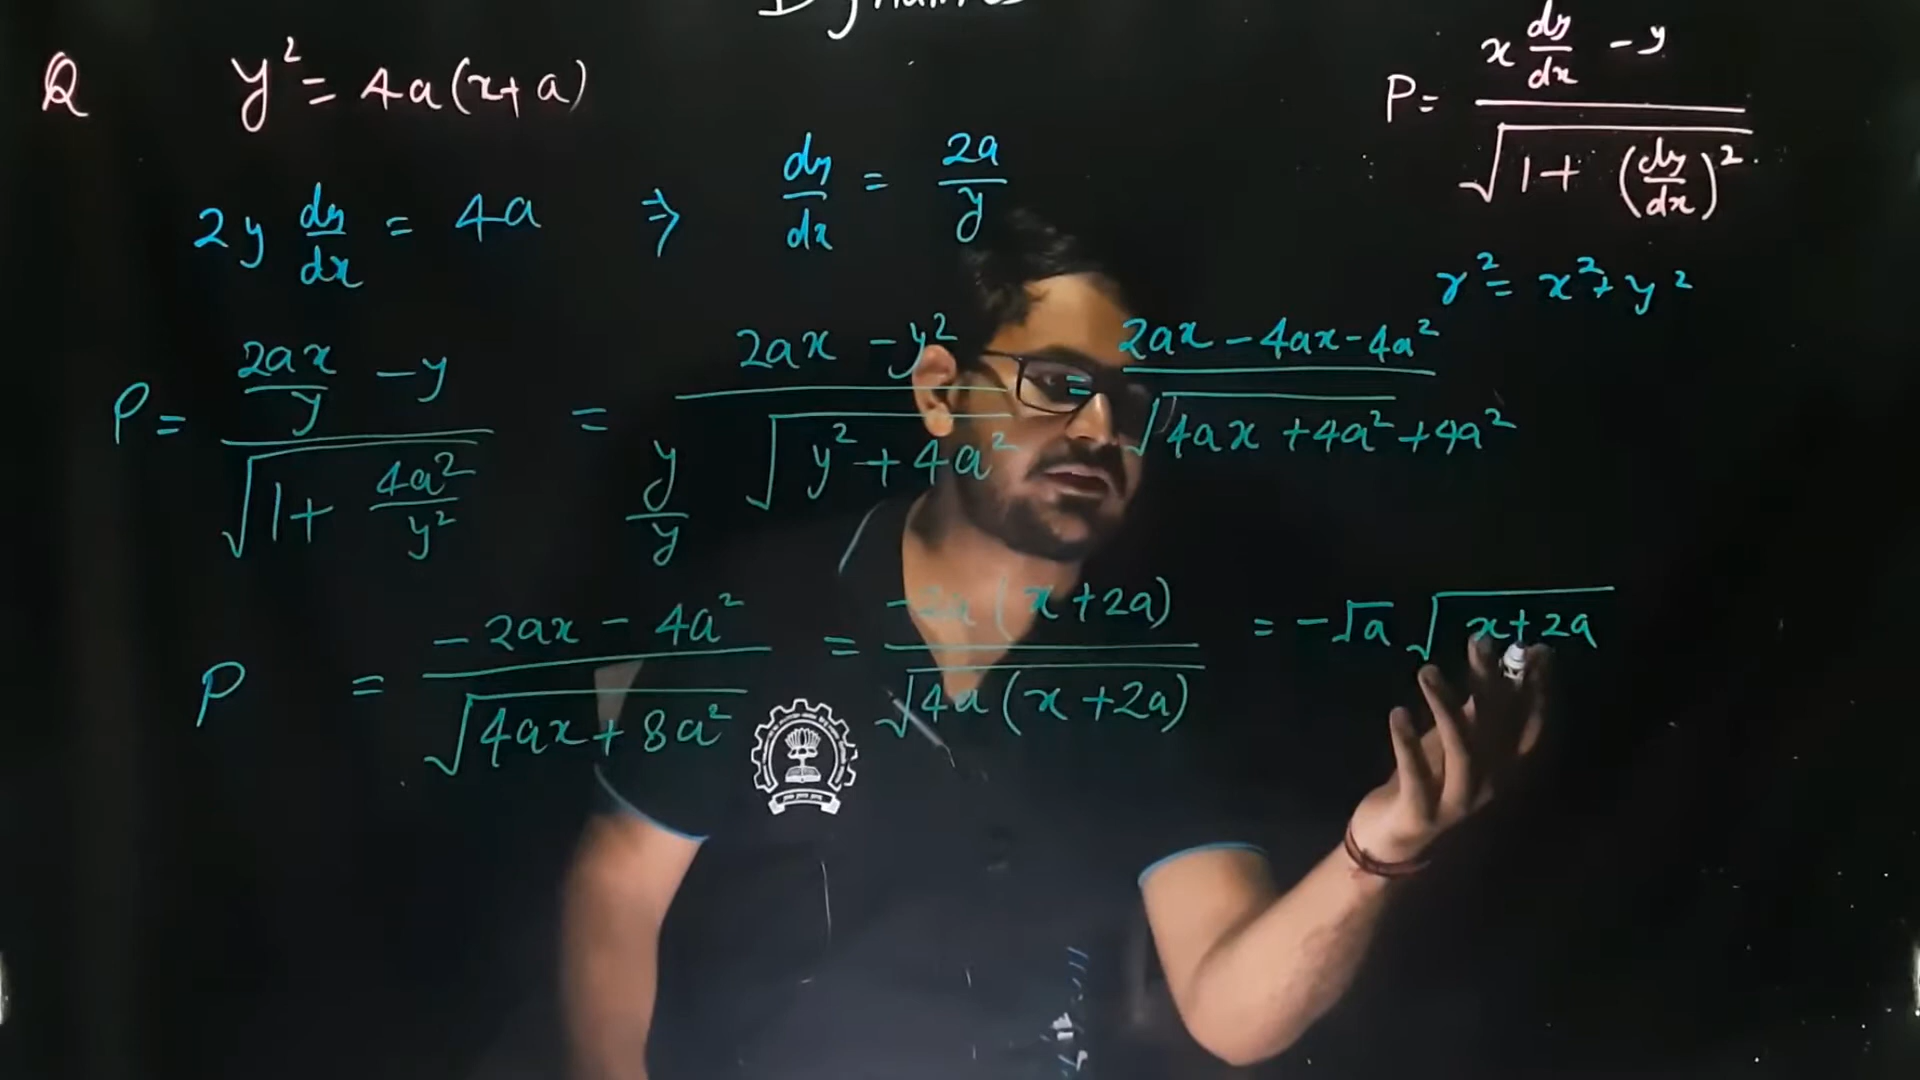 Q y² = 4a(x+a)
P = (x dy/dx - y) / √(1 + (dy/dx)²)
2y dy/dx = 4a ⇒ dy/dx = 2a/y
r² = x² + y²
P = (2ax/y - y) / √(1 + 4a²/y²) = (2ax - y²) / (y/y √(y² + 4a²)) = (2ax - 4ax - 4a²) / √(4ax + 4a² + 4a²)
P = (-2ax - 4a²) / √(4ax + 8a²) = -2a(x+2a) / √(4a(x+2a)) = -√a √(x+2a)